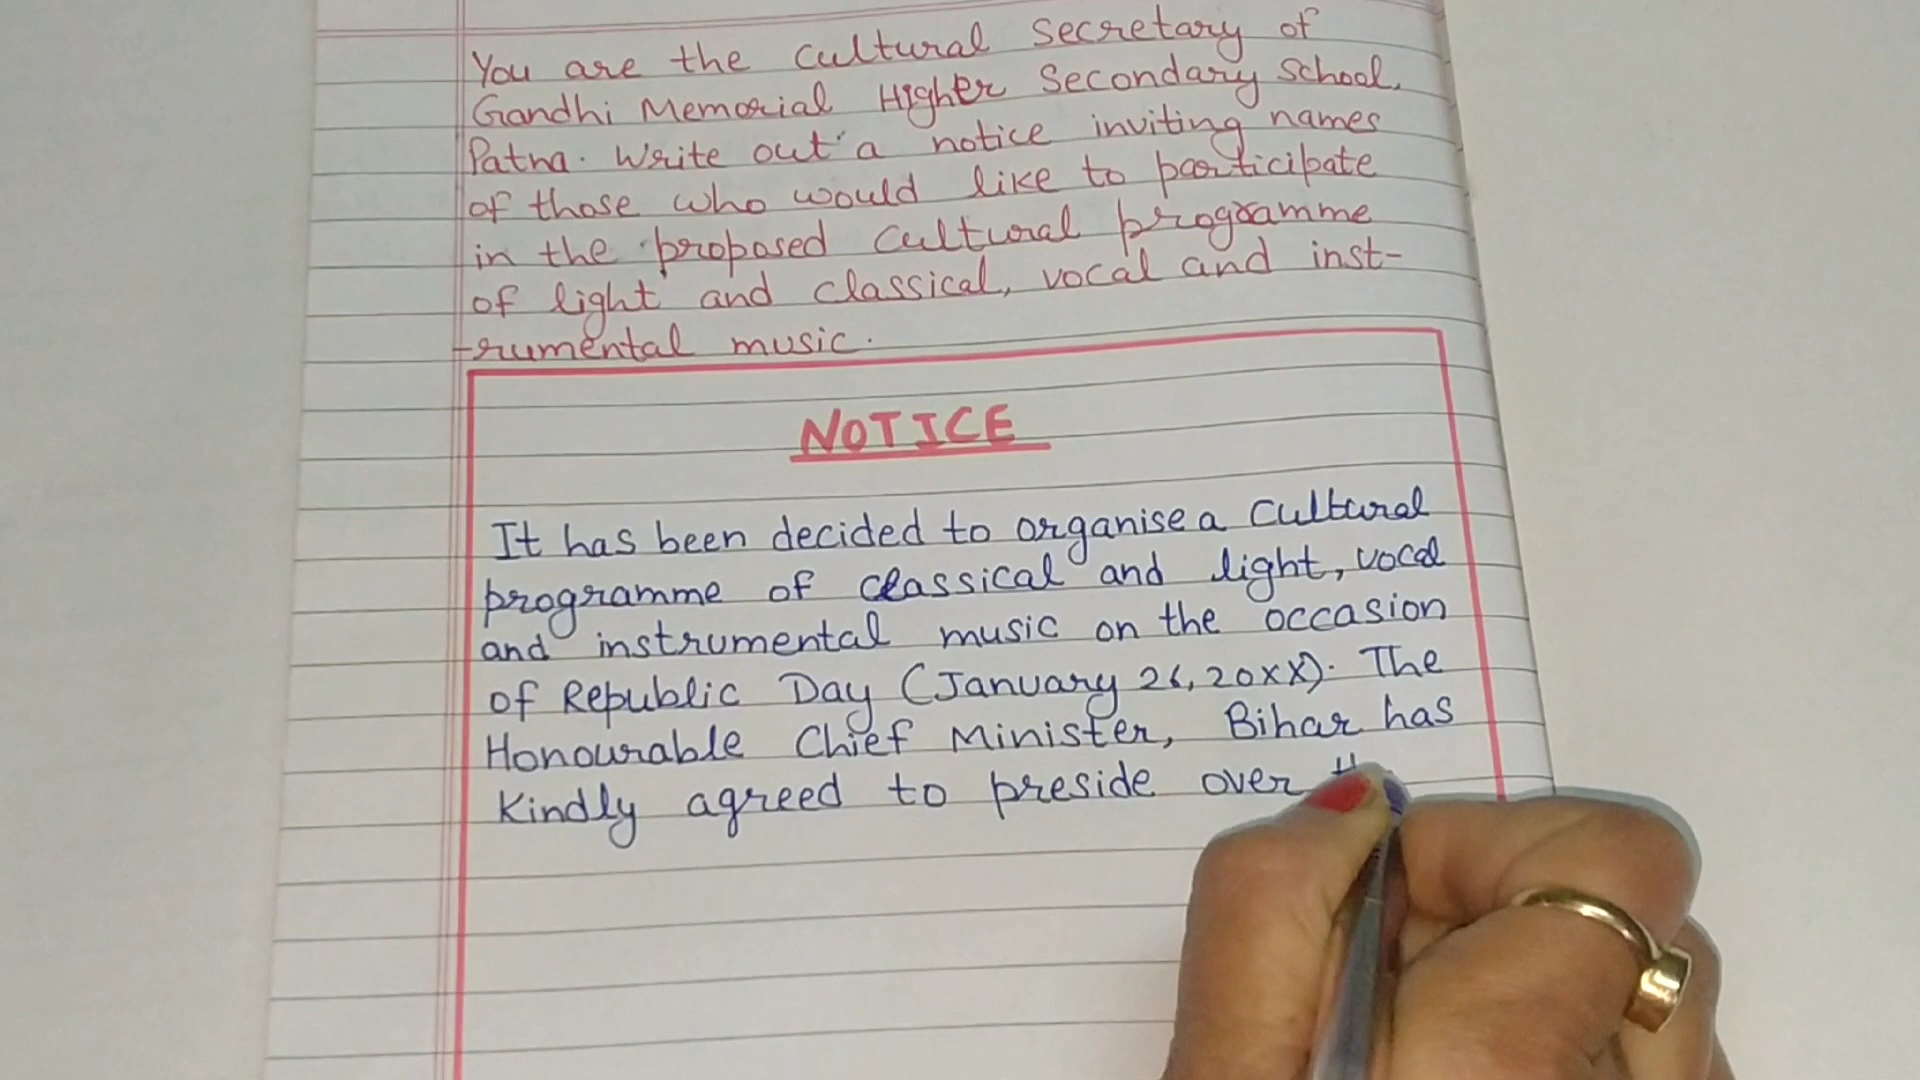 You are the cultural secretary of
Gandhi Memorial Higher Secondary School,
Patna. Write out a notice inviting names
of those who would like to participate
in the proposed cultural programme
of light and classical, vocal and inst-
-rumental music.
NOTICE
It has been decided to organise a cultural
programme of classical and light, vocal
and instrumental music on the occasion
of Republic Day (January 26, 20XX). The
Honourable Chief Minister, Bihar has
Kindly agreed to preside over